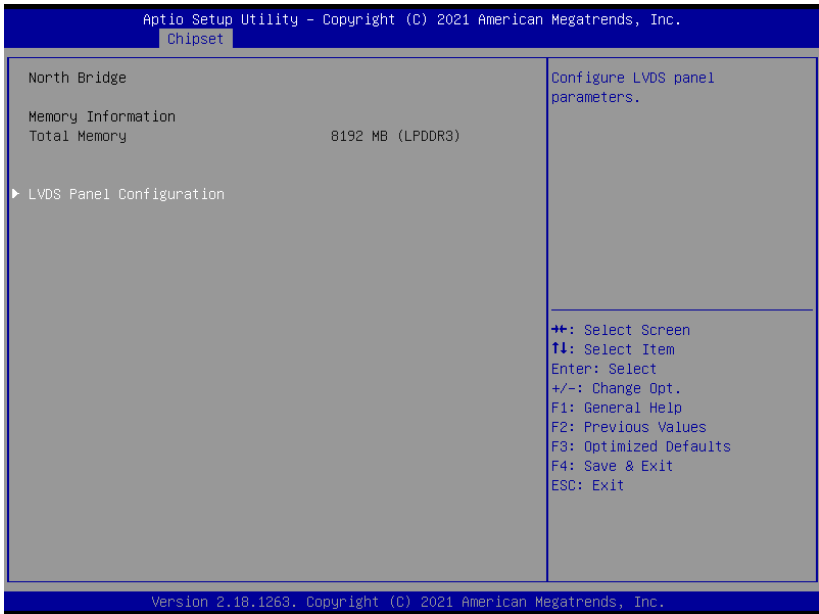 Aptio Setup Utility – Copyright (C) 2021 American Megatrends, Inc.
Chipset
North Bridge
Memory Information
Total Memory 8192 MB (LPDDR3)
► LVDS Panel Configuration
Configure LVDS panel
parameters.
→←: Select Screen
↑↓: Select Item
Enter: Select
+/-: Change Opt.
F1: General Help
F2: Previous Values
F3: Optimized Defaults
F4: Save & Exit
ESC: Exit
Version 2.18.1263. Copyright (C) 2021 American Megatrends, Inc.